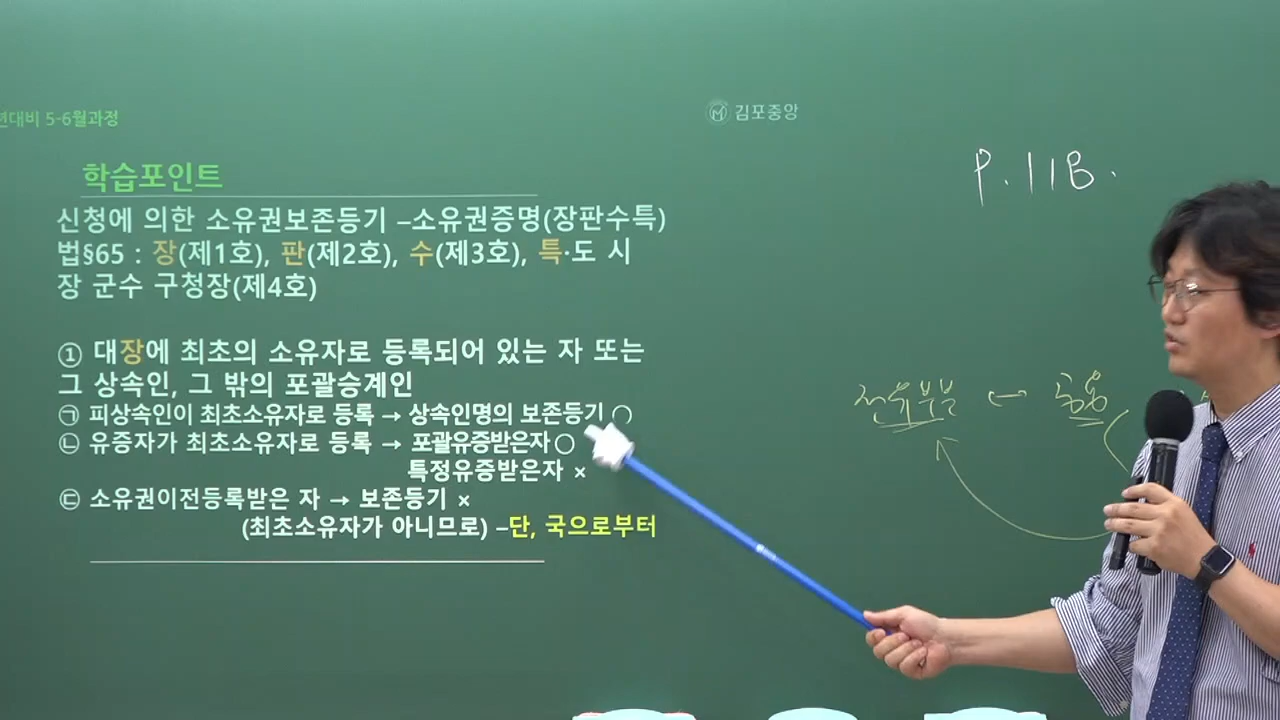 년대비 5-6월과정
김포중앙
학습포인트
신청에 의한 소유권보존등기 –소유권증명(장판수특)
법§65 : 장(제1호), 판(제2호), 수(제3호), 특·도 시
장 군수 구청장(제4호)
① 대장에 최초의 소유자로 등록되어 있는 자 또는
그 상속인, 그 밖의 포괄승계인
㉠ 피상속인이 최초소유자로 등록 → 상속인명의 보존등기 ○
㉡ 유증자가 최초소유자로 등록 → 포괄유증받은자 ○
특정유증받은자 ×
㉢ 소유권이전등록받은 자 → 보존등기 ×
(최초소유자가 아니므로) –단, 국으로부터
P. 118.
전유부분 ↔ 공용